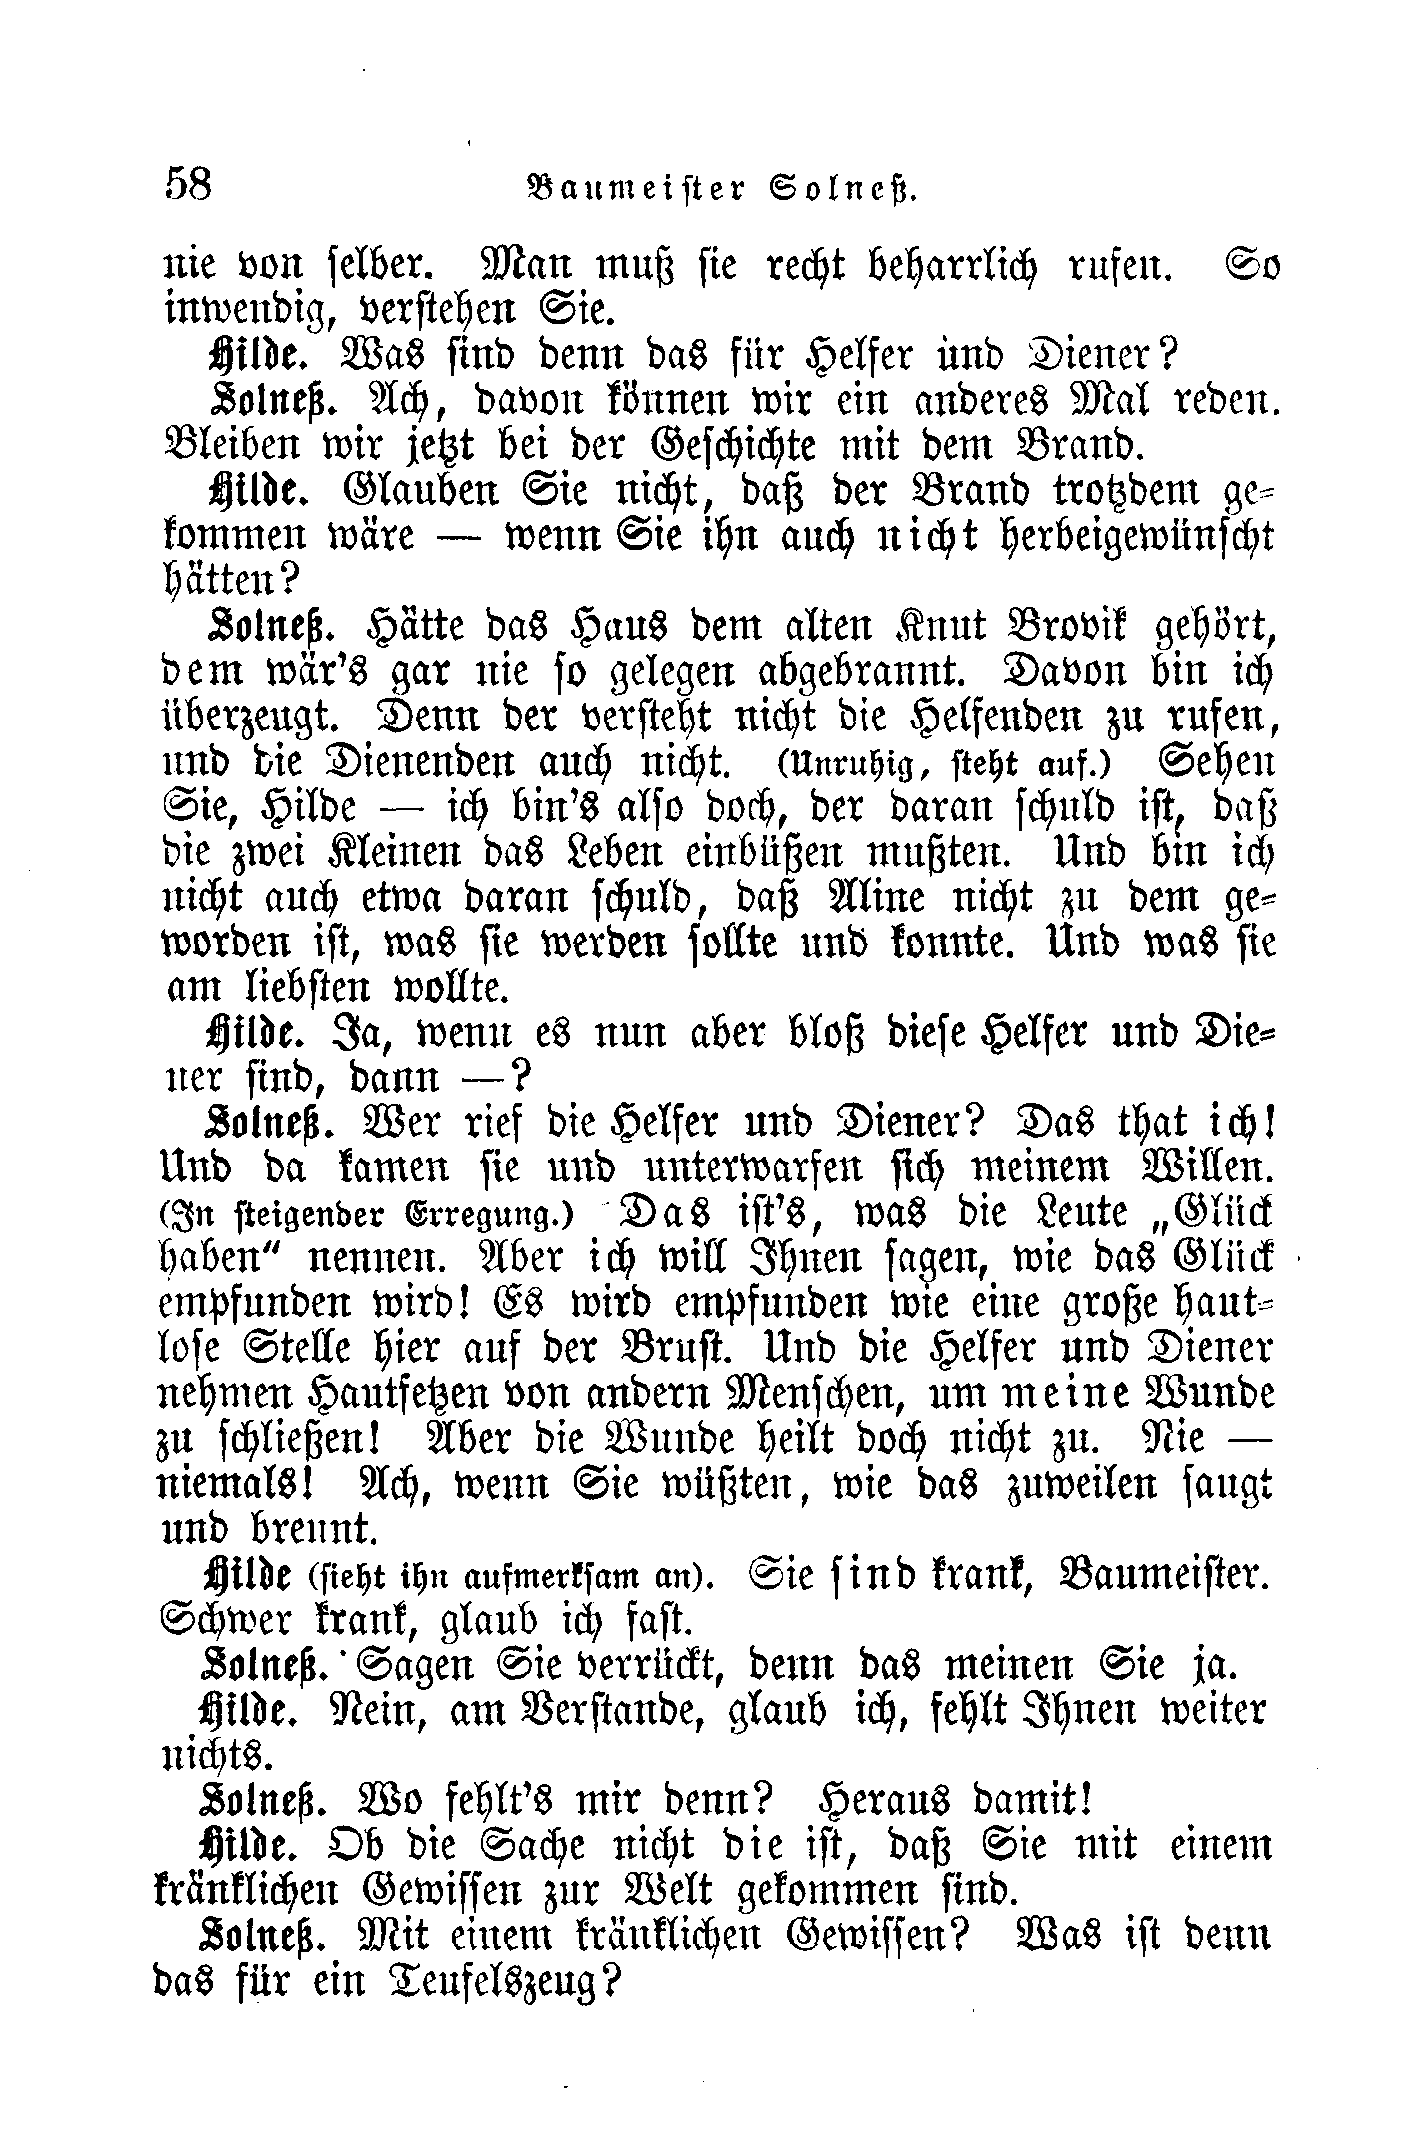 58 Baumeister Solneß.
nie von selber. Man muß sie recht beharrlich rufen. So
inwendig, verstehen Sie.
Hilde. Was sind denn das für Helfer und Diener?
Solneß. Ach, davon können wir ein anderes Mal reden.
Bleiben wir jetzt bei der Geschichte mit dem Brand.
Hilde. Glauben Sie nicht, daß der Brand trotzdem ge-
kommen wäre — wenn Sie ihn auch nicht herbeigewünscht
hätten?
Solneß. Hätte das Haus dem alten Knut Brovik gehört,
dem wär's gar nie so gelegen abgebrannt. Davon bin ich
überzeugt. Denn der versteht nicht die Helfenden zu rufen,
und die Dienenden auch nicht. (Unruhig, steht auf.) Sehen
Sie, Hilde — ich bin's also doch, der daran schuld ist, daß
die zwei Kleinen das Leben einbüßen mußten. Und bin ich
nicht auch etwa daran schuld, daß Aline nicht zu dem ge-
worden ist, was sie werden sollte und konnte. Und was sie
am liebsten wollte.
Hilde. Ja, wenn es nun aber bloß diese Helfer und Die-
ner sind, dann —?
Solneß. Wer rief die Helfer und Diener? Das that ich!
Und da kamen sie und unterwarfen sich meinem Willen.
(In steigender Erregung.) Das ist's, was die Leute „Glück
haben“ nennen. Aber ich will Ihnen sagen, wie das Glück
empfunden wird! Es wird empfunden wie eine große haut-
lose Stelle hier auf der Brust. Und die Helfer und Diener
nehmen Hautfetzen von andern Menschen, um meine Wunde
zu schließen! Aber die Wunde heilt doch nicht zu. Nie —
niemals! Ach, wenn Sie wüßten, wie das zuweilen saugt
und brennt.
Hilde (sieht ihn aufmerksam an). Sie sind krank, Baumeister.
Schwer krank, glaub ich fast.
Solneß. Sagen Sie verrückt, denn das meinen Sie ja.
Hilde. Nein, am Verstande, glaub ich, fehlt Ihnen weiter
nichts.
Solneß. Wo fehlt's mir denn? Heraus damit!
Hilde. Ob die Sache nicht die ist, daß Sie mit einem
kränklichen Gewissen zur Welt gekommen sind.
Solneß. Mit einem kränklichen Gewissen? Was ist denn
das für ein Teufelszeug?